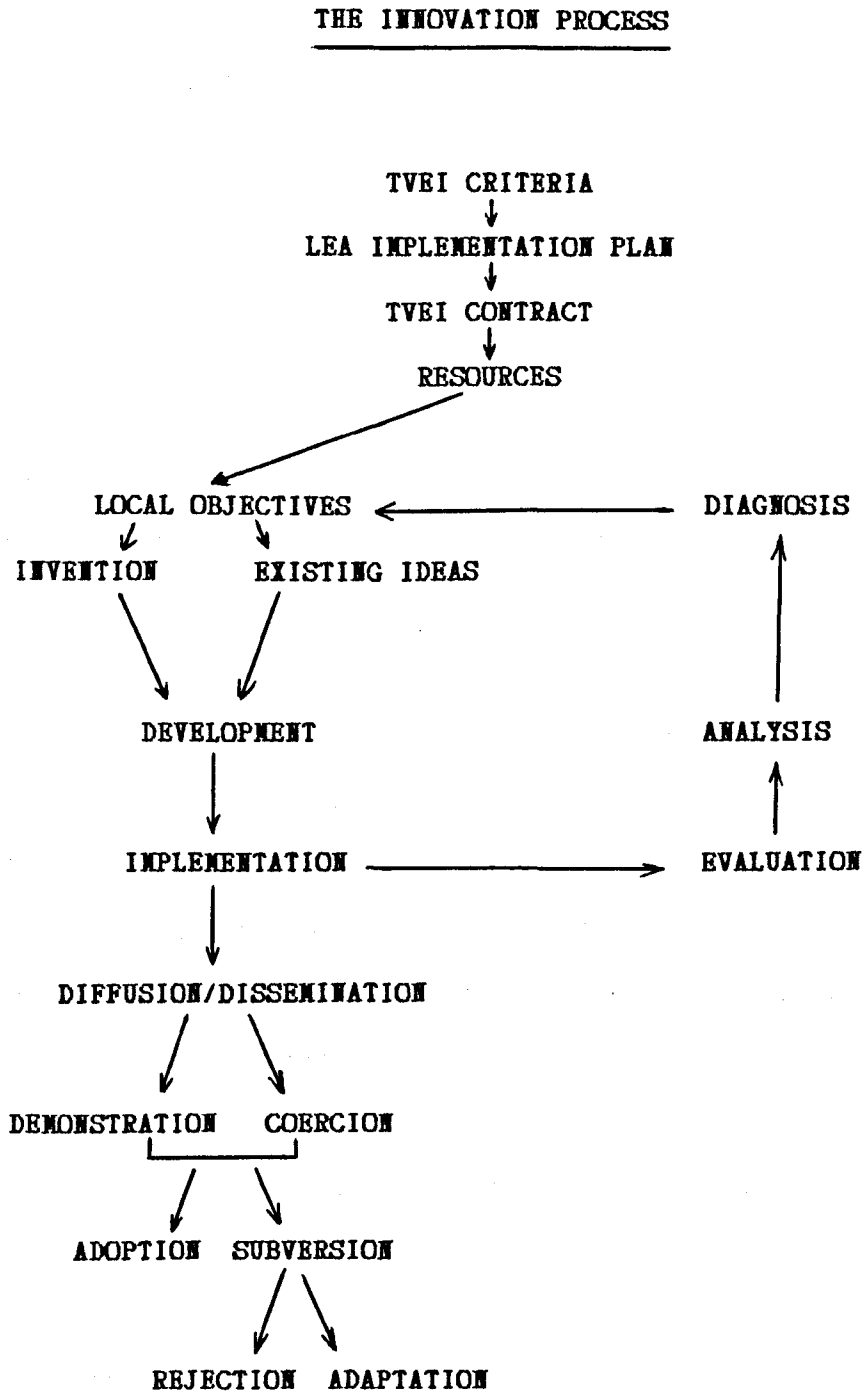 THE INNOVATION PROCESS
TVEI CRITERIA
LEA IMPLEMENTATION PLAN
TVEI CONTRACT
RESOURCES
LOCAL OBJECTIVES DIAGNOSIS
INVENTION EXISTING IDEAS
DEVELOPMENT ANALYSIS
IMPLEMENTATION EVALUATION
DIFFUSION/DISSEMINATION
DEMONSTRATION COERCION
ADOPTION SUBVERSION
REJECTION ADAPTATION